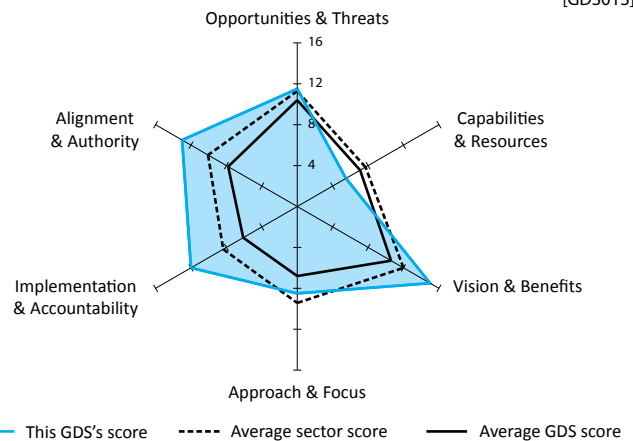 [GDS015]
Opportunities & Threats
16
12
8
4
Alignment
& Authority
Capabilities
& Resources
Implementation
& Accountability
Vision & Benefits
Approach & Focus
This GDS's score
Average sector score
Average GDS score